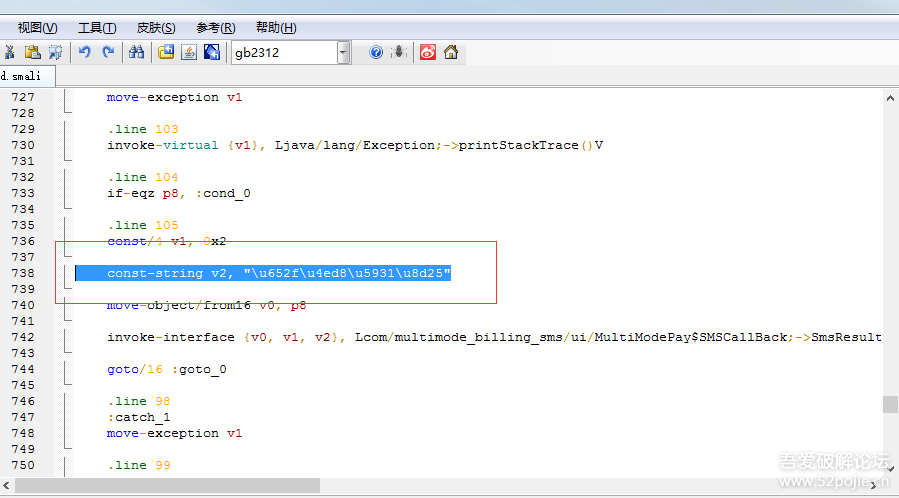 视图(V) 工具(T) 皮肤(S) 参考(R) 帮助(H)
gb2312
d.smali
727 move-exception v1
728
729 .line 103
730 invoke-virtual {v1}, Ljava/lang/Exception;->printStackTrace()V
731
732 .line 104
733 if-eqz p8, :cond_0
734
735 .line 105
736 const/4 v1, 0x2
737
738 const-string v2, "\u652f\u4ed8\u5931\u8d25"
739
740 move-object/from16 v0, p8
741
742 invoke-interface {v0, v1, v2}, Lcom/multimode_billing_sms/ui/MultiModePay$SMSCallBack;->SmsResult
743
744 goto/16 :goto_0
745
746 .line 98
747 :catch_1
748 move-exception v1
749
750 .line 99
吾爱破解论坛
www.52pojie.cn